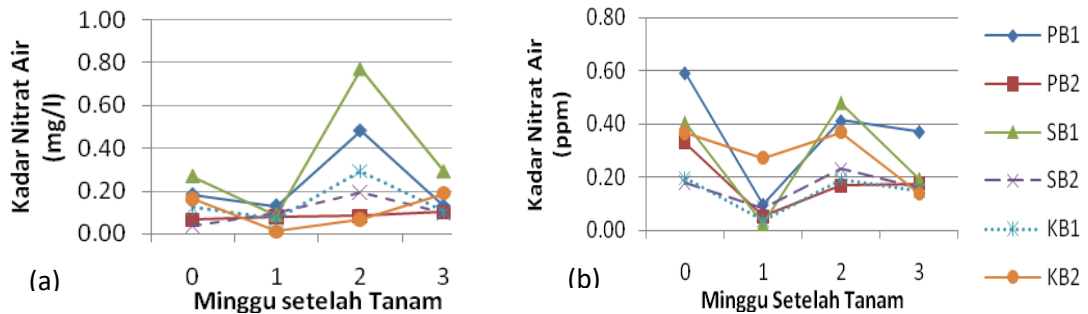 Kadar Nitrat Air
(mg/l)
1.00
0.80
0.60
0.40
0.20
0.00
0 1 2 3
Minggu setelah Tanam
(a)
Kadar Nitrat Air
(ppm)
0.80
0.60
0.40
0.20
0.00
0 1 2 3
Minggu Setelah Tanam
(b)
PB1
PB2
SB1
SB2
KB1
KB2